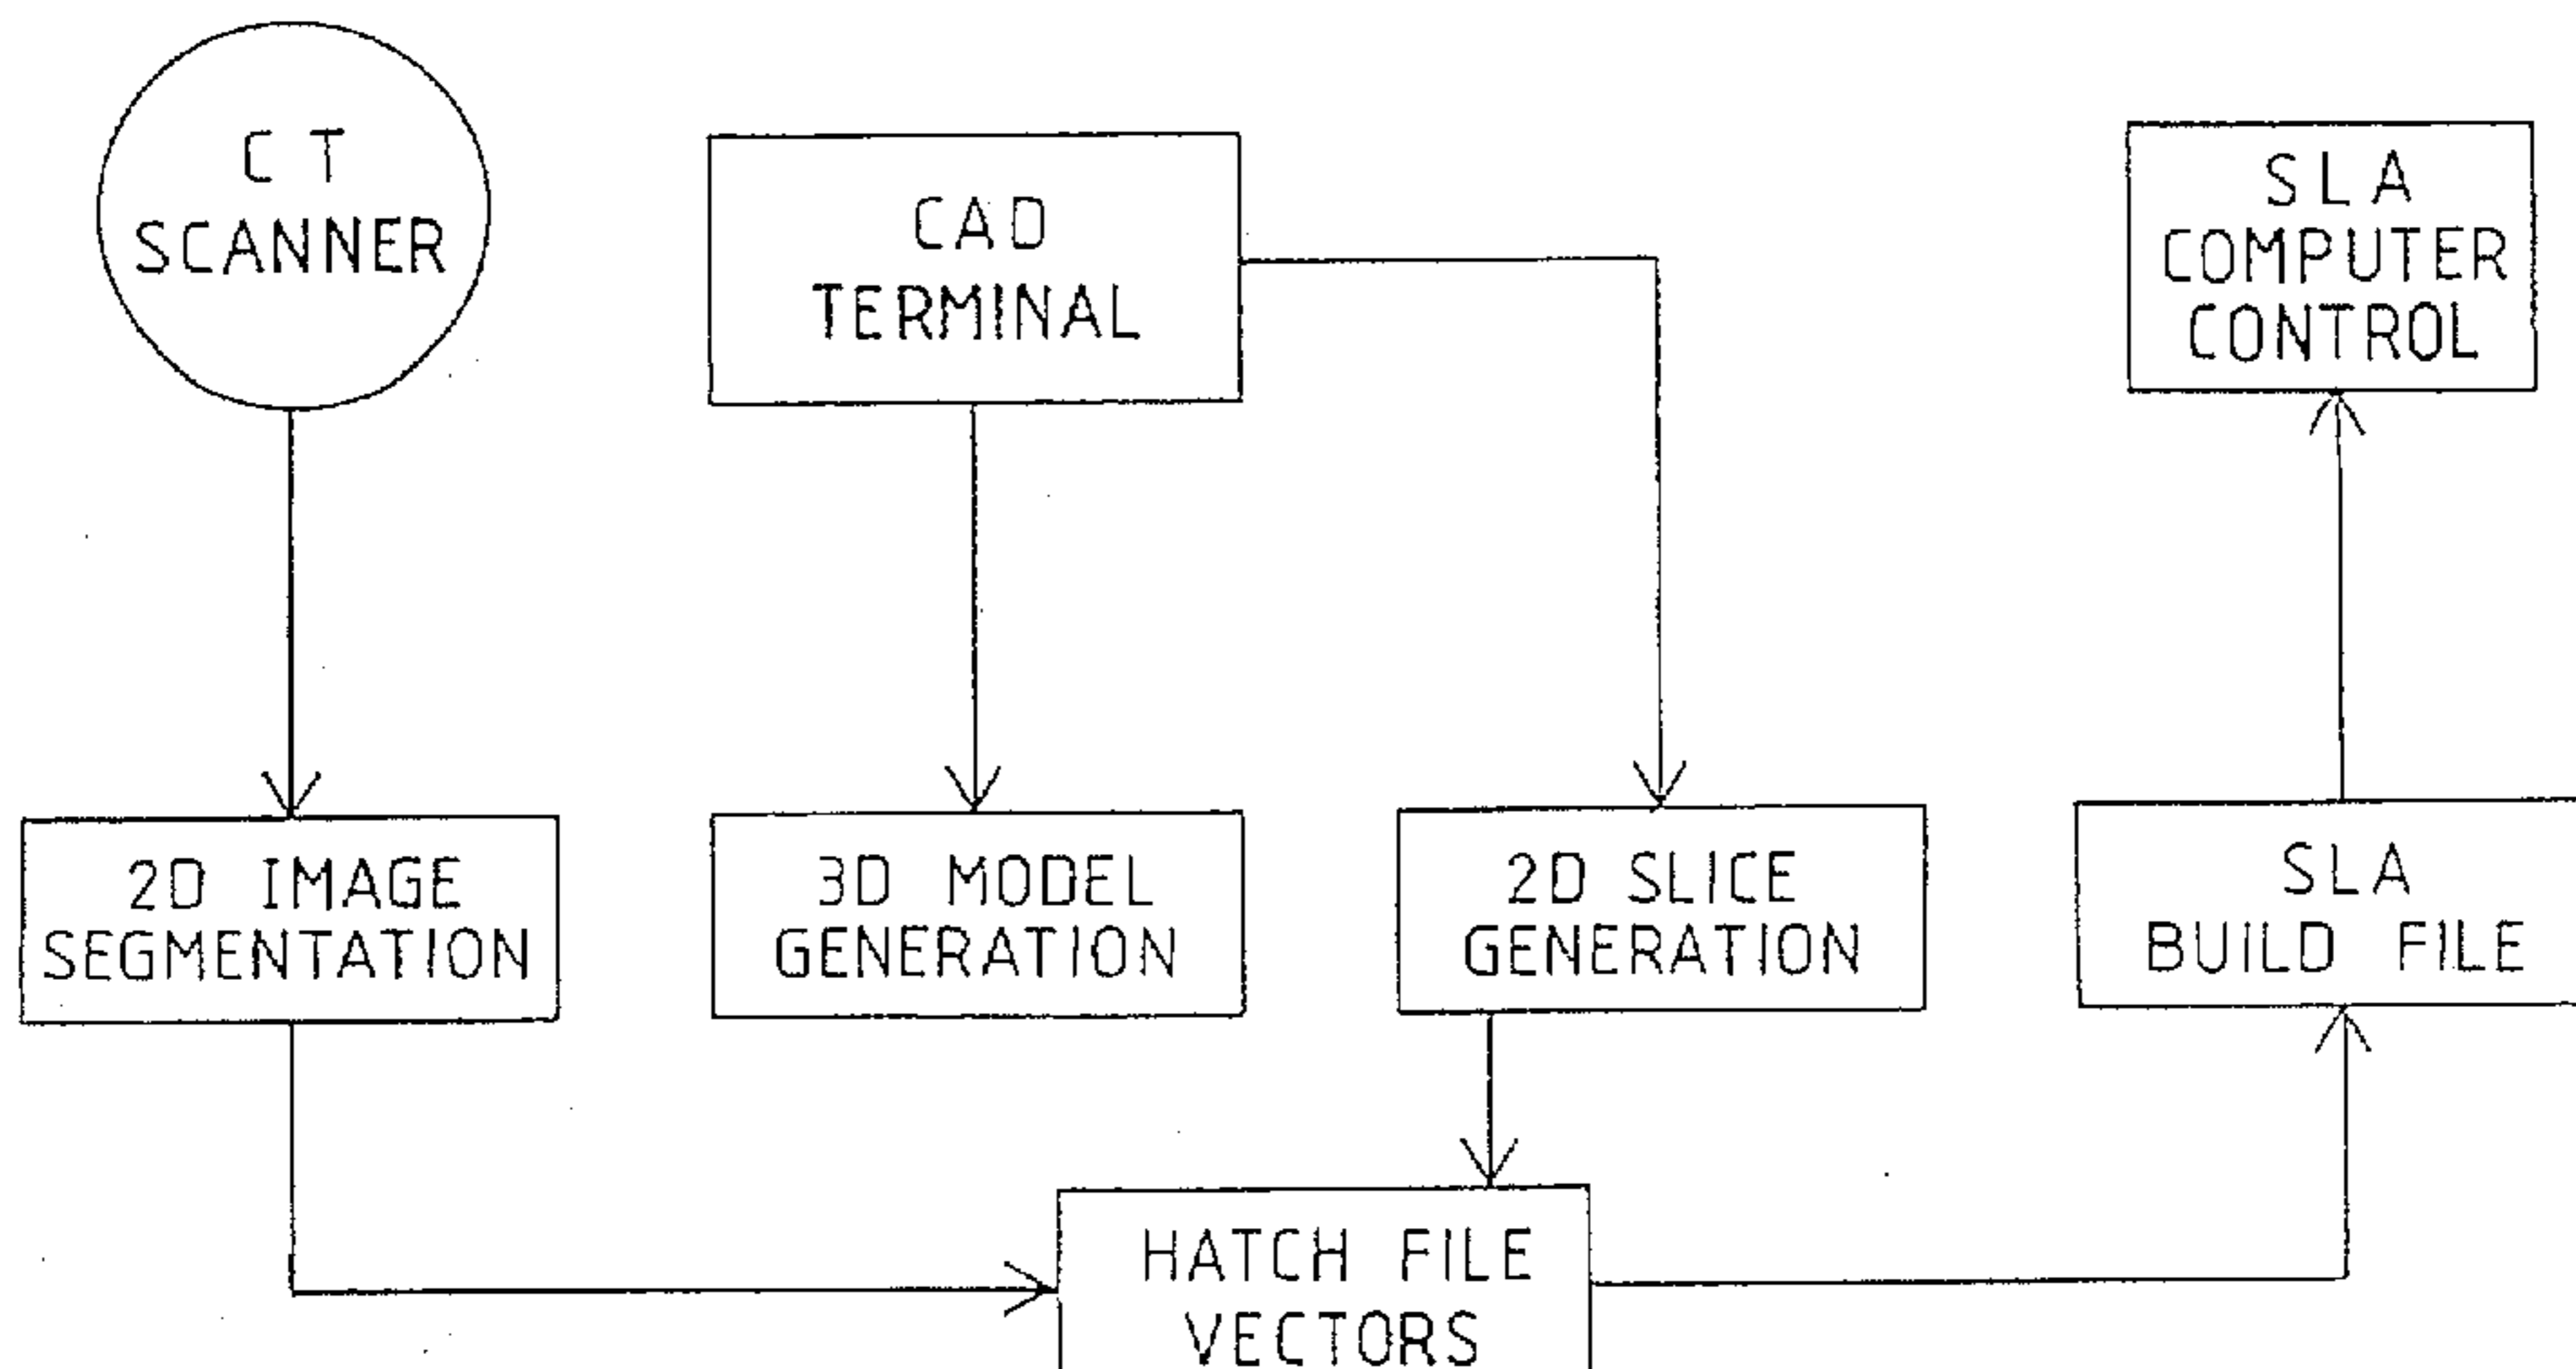 CT
SCANNER
CAD
TERMINAL
SLA
COMPUTER
CONTROL
2D IMAGE
SEGMENTATION
3D MODEL
GENERATION
2D SLICE
GENERATION
SLA
BUILD FILE
HATCH FILE
VECTORS